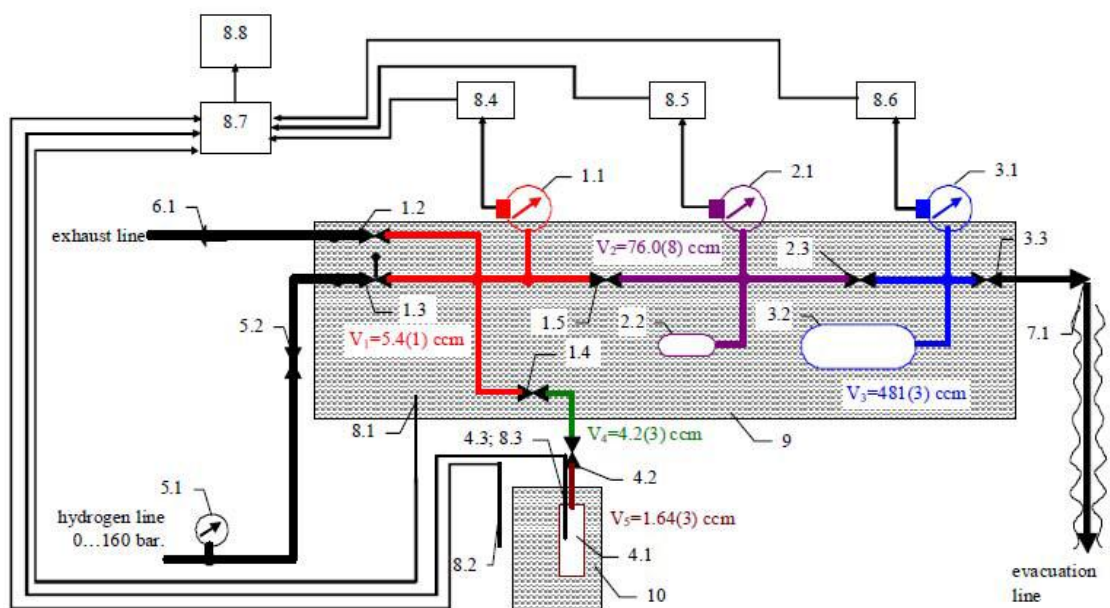 8.8
8.7
8.4
8.5
8.6
1.1
2.1
3.1
6.1
1.2
exhaust line
V₂=76.0(8) ccm
2.3
3.3
1.3
5.2
V₁=5.4(1) ccm
1.5
2.2
3.2
7.1
1.4
V₃=481(3) ccm
8.1
V₄=4.2(3) ccm
9
4.3; 8.3
4.2
5.1
hydrogen line
0...160 bar.
V₅=1.64(3) ccm
8.2
4.1
10
evacuation
line